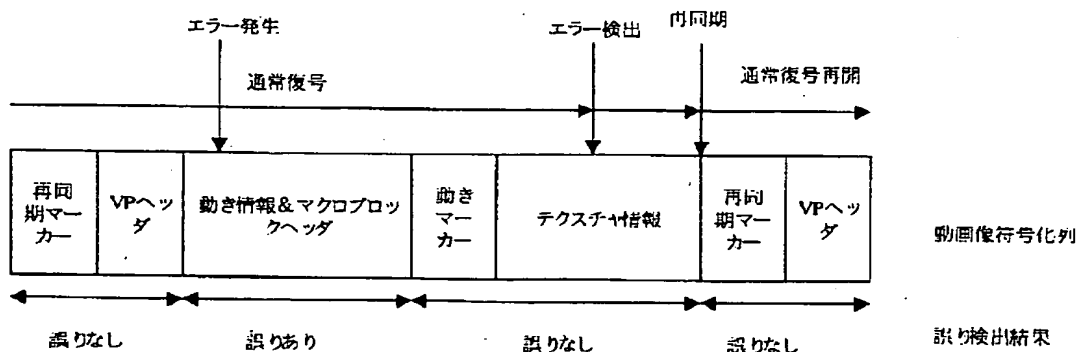 エラー発生
エラー検出
再同期
通常復号
通常復号再開
再同
期マー
カー
VPヘッ
ダ
動き情報&マクロブロッ
クヘッダ
動き
マー
カー
テクスチャ情報
再同
期マー
カー
VPヘッ
ダ
動画像符号化列
誤りなし
誤りあり
誤りなし
誤りなし
誤り検出結果